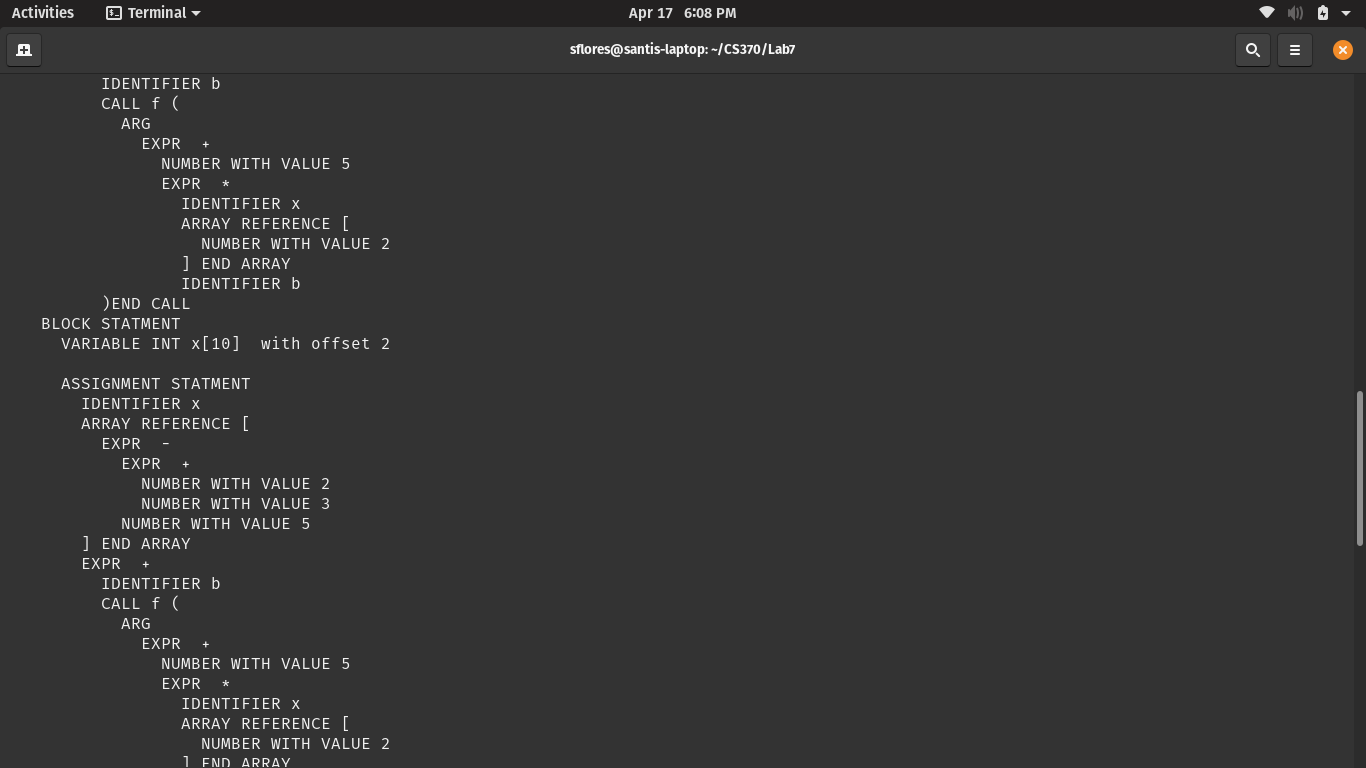 Activities Terminal Apr 17 6:08 PM
sflores@santis-laptop: ~/CS370/Lab7
IDENTIFIER b
CALL f (
ARG
EXPR +
NUMBER WITH VALUE 5
EXPR *
IDENTIFIER x
ARRAY REFERENCE [
NUMBER WITH VALUE 2
] END ARRAY
IDENTIFIER b
)END CALL
BLOCK STATMENT
VARIABLE INT x[10] with offset 2
ASSIGNMENT STATMENT
IDENTIFIER x
ARRAY REFERENCE [
EXPR -
EXPR +
NUMBER WITH VALUE 2
NUMBER WITH VALUE 3
NUMBER WITH VALUE 5
] END ARRAY
EXPR +
IDENTIFIER b
CALL f (
ARG
EXPR +
NUMBER WITH VALUE 5
EXPR *
IDENTIFIER x
ARRAY REFERENCE [
NUMBER WITH VALUE 2
] END ARRAY